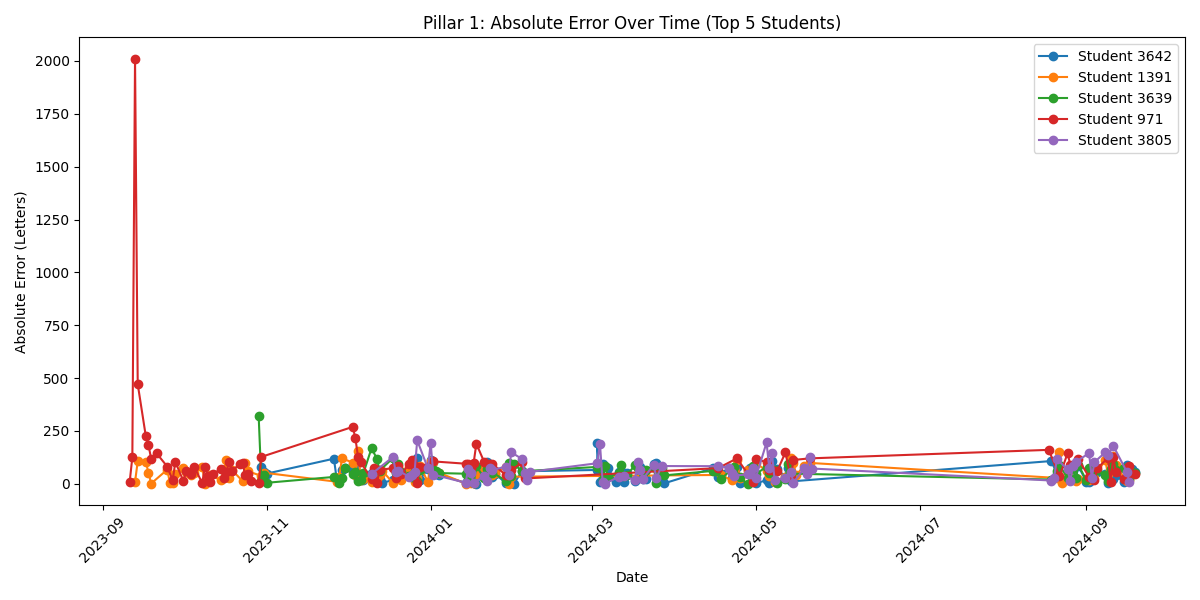 Pillar 1: Absolute Error Over Time (Top 5 Students)
Student 3642
Student 1391
Student 3639
Student 971
Student 3805
Absolute Error (Letters)
2000
1750
1500
1250
1000
750
500
250
0
2023-09
2023-11
2024-01
2024-03
2024-05
2024-07
2024-09
Date